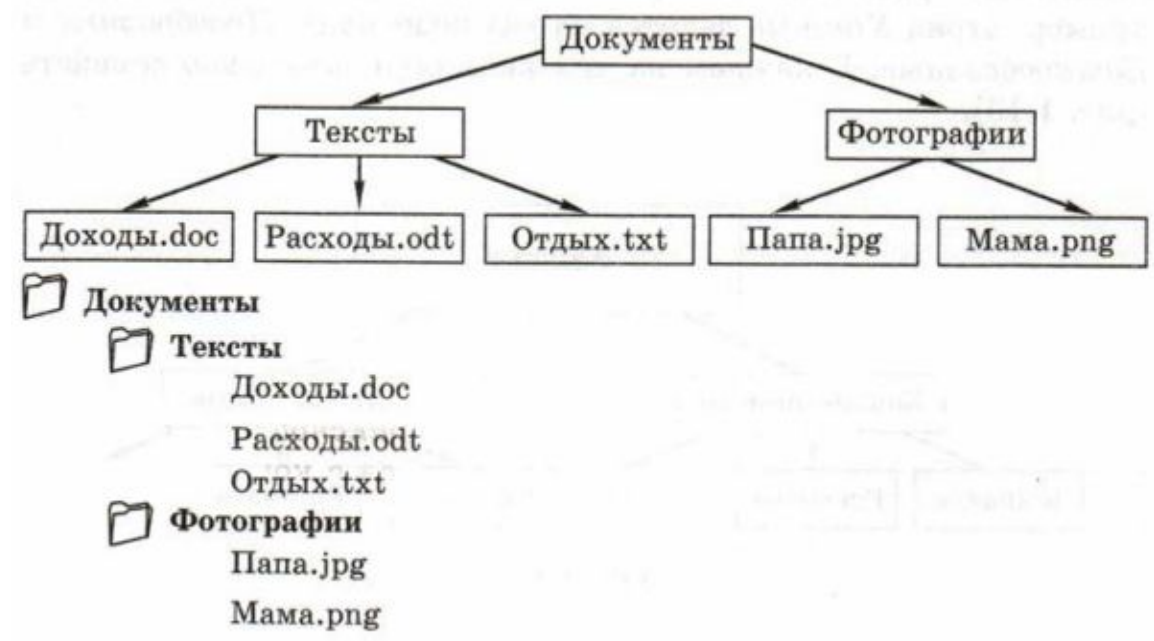 Документы
Тексты Фотографии
Доходы.doc Расходы.odt Отдых.txt Папа.jpg Мама.png
Документы
Тексты
Доходы.doc
Расходы.odt
Отдых.txt
Фотографии
Папа.jpg
Мама.png